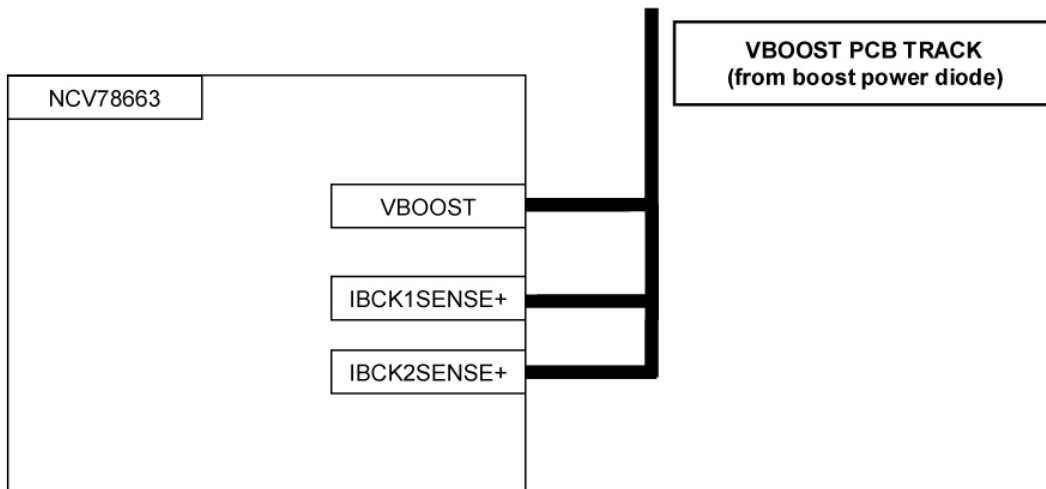 VBOOST PCB TRACK
(from boost power diode)
NCV78663
VBOOST
IBCK1SENSE+
IBCK2SENSE+